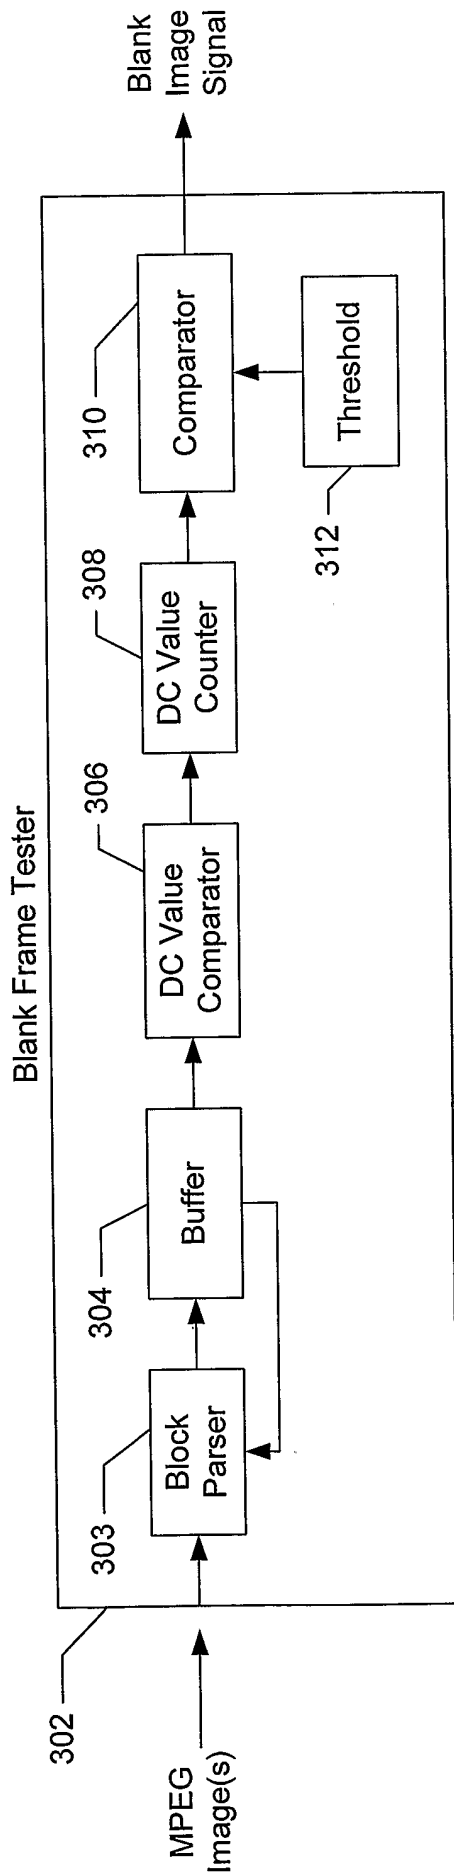 Blank Frame Tester
302
MPEG
Image(s)
303
Block
Parser
304
Buffer
306
DC Value
Comparator
308
DC Value
Counter
310
Comparator
312
Threshold
Blank
Image
Signal